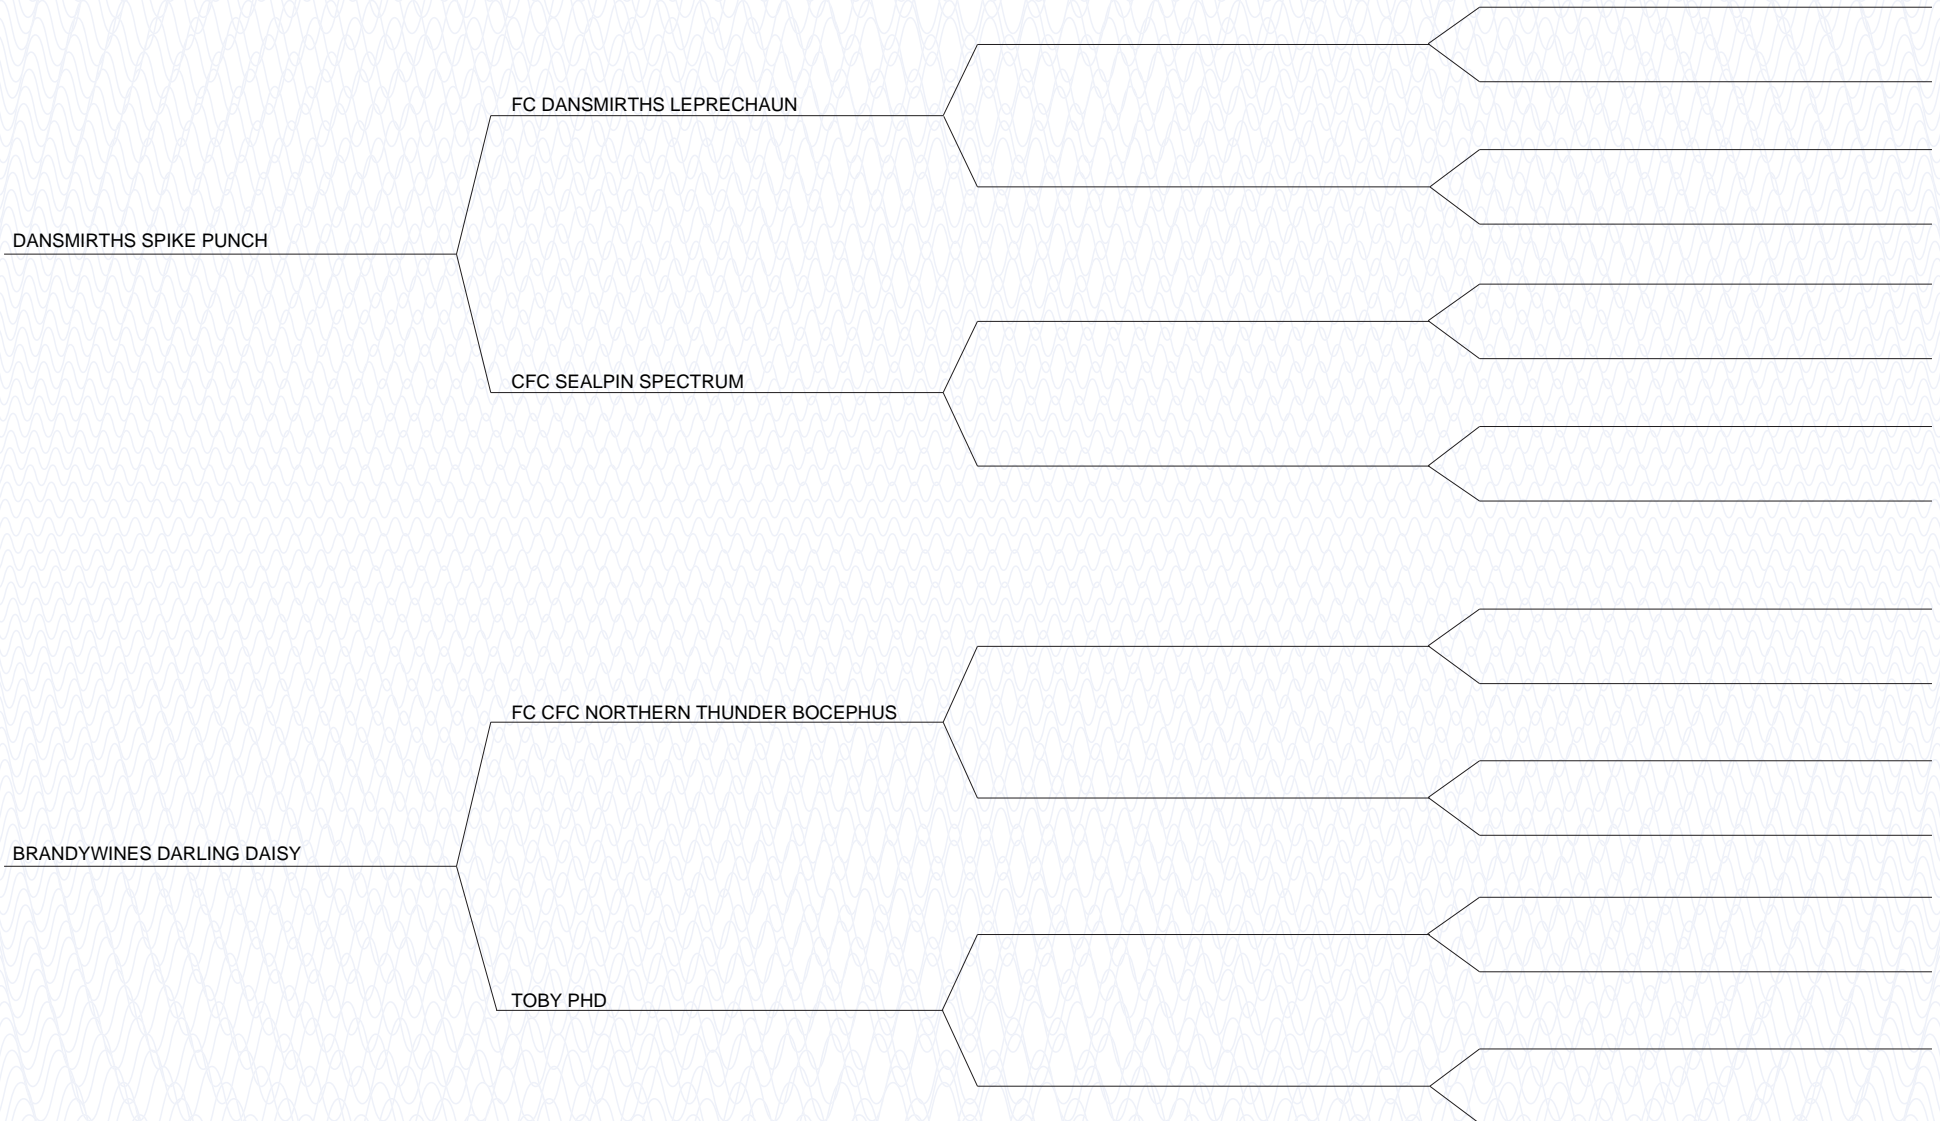 FC DANSMIRTHS LEPRECHAUN
DANSMIRTHS SPIKE PUNCH
CFC SEALPIN SPECTRUM
FC CFC NORTHERN THUNDER BOCEPHUS
BRANDYWINES DARLING DAISY
TOBY PHD